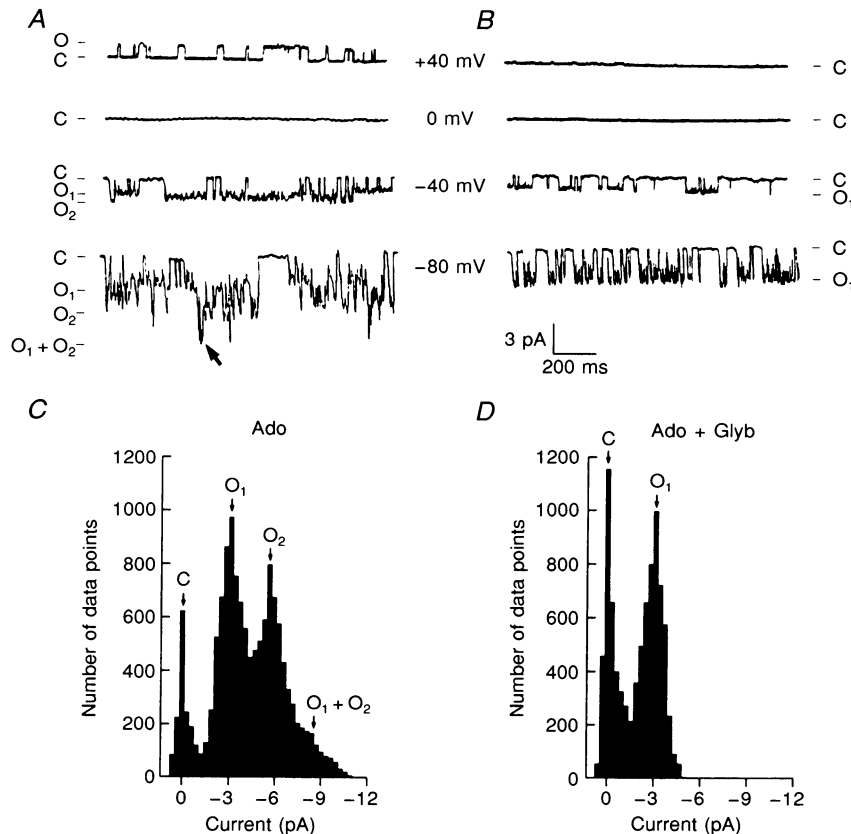 A
B
O –
C –
+40 mV
– C
C –
0 mV
– C
C –
O₁ –
O₂ –
–40 mV
– C
– O₁
C –
O₁ –
O₂ –
O₁ + O₂ –
–80 mV
– C
– O₁
3 pA
200 ms
C
Ado
Number of data points
1200
1000
800
600
400
200
0
C
O₁
O₂
O₁ + O₂
0 –3 –6 –9 –12
Current (pA)
D
Ado + Glyb
Number of data points
1200
1000
800
600
400
200
0
C
O₁
0 –3 –6 –9 –12
Current (pA)